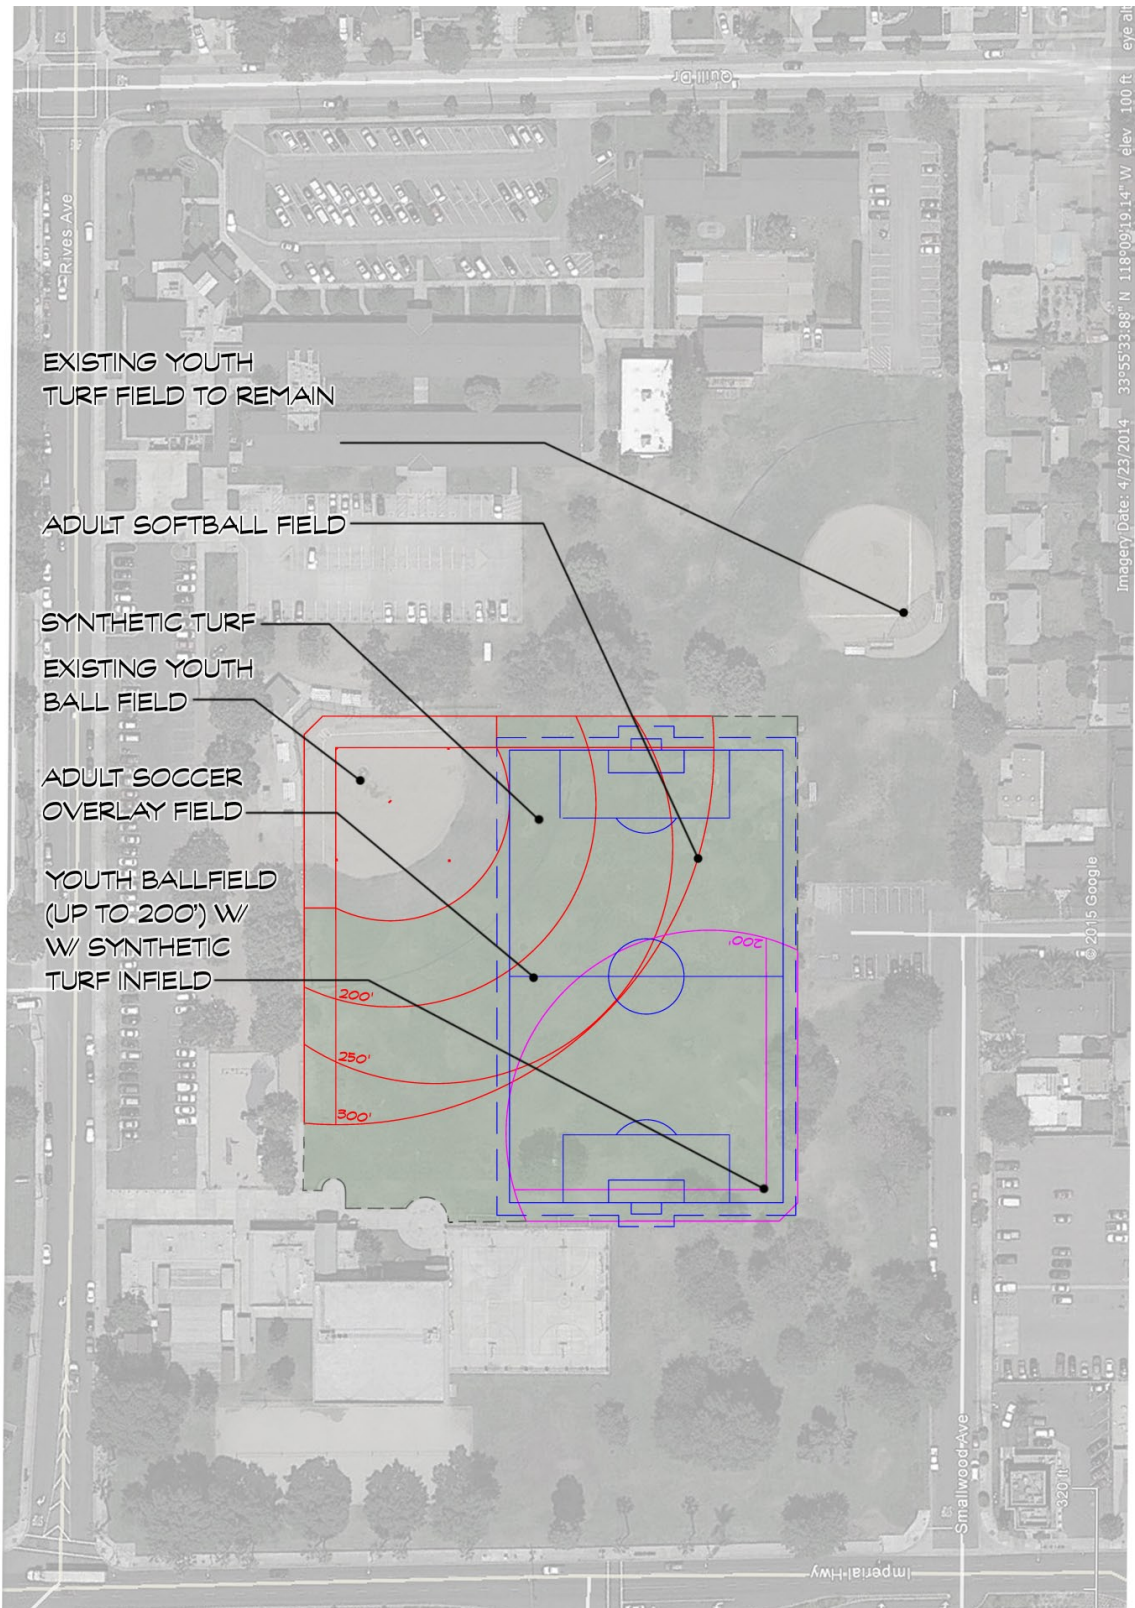 Quill Dr
eye alt
Imagery Date: 4/23/2014 33°55'33.88" N 118°09'19.14" W elev 100 ft
Rives Ave
EXISTING YOUTH
TURF FIELD TO REMAIN
ADULT SOFTBALL FIELD
SYNTHETIC TURF
EXISTING YOUTH
BALL FIELD
ADULT SOCCER
OVERLAY FIELD
YOUTH BALLFIELD
(UP TO 200') W/
W/ SYNTHETIC
TURF INFIELD
200'
200'
250'
300'
©2015 Google
Smallwood Ave
320 ft
Imperial Hwy